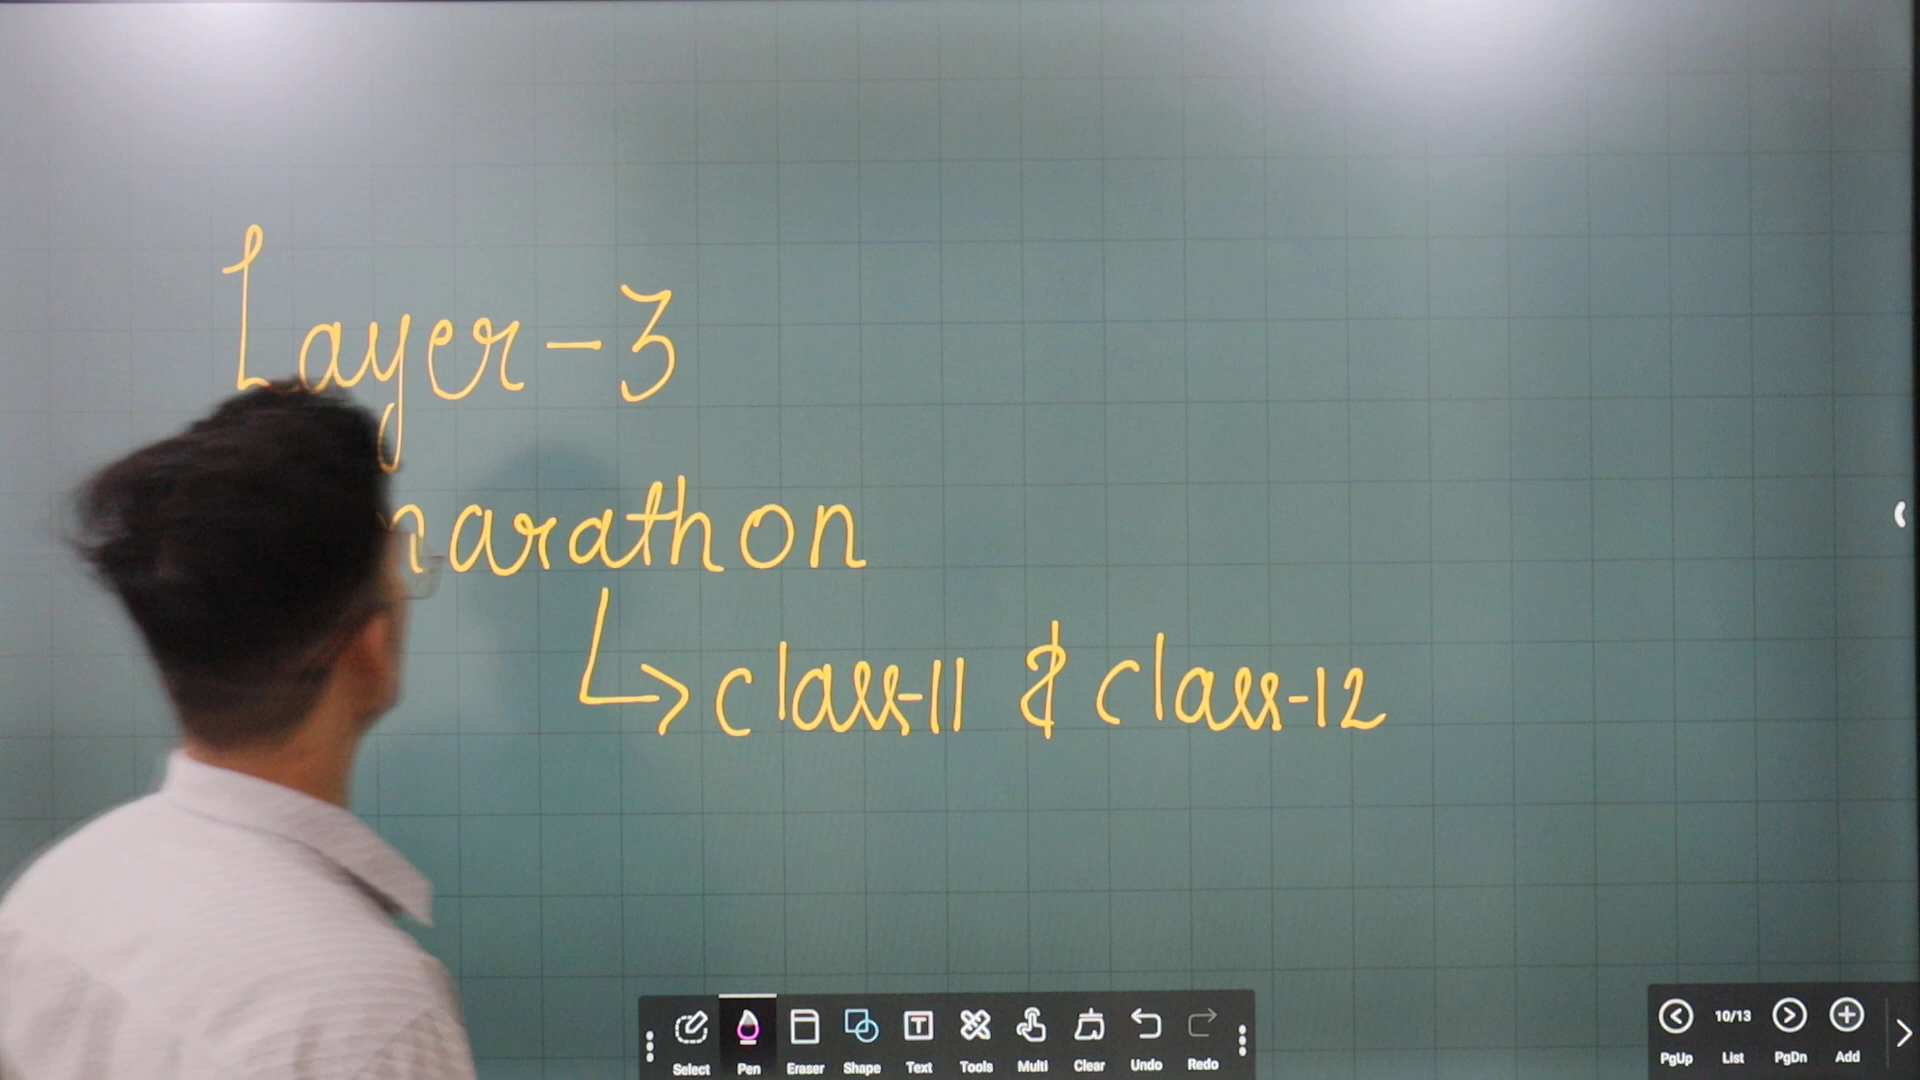 Layer-3
marathon
↳ class-11 & class-12
Select Pen Eraser Shape Text Tools Multi Clear Undo Redo
10/13
PgUp List PgDn Add